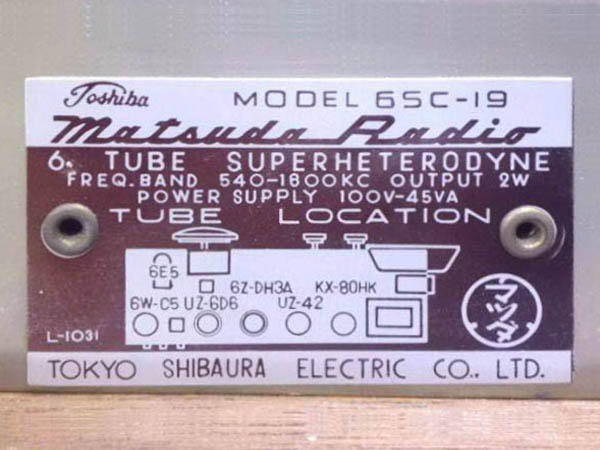 Toshiba MODEL 6SC-19
Matsuda Radio
6. TUBE SUPERHETERODYNE
FREQ. BAND 540-1600KC OUTPUT 2W
POWER SUPPLY 100V-45VA
TUBE LOCATION
6E5
6Z-DH3A KX-80HK
6W-C5 UZ-6D6 UZ-42
マツダ
L-1031
TOKYO SHIBAURA ELECTRIC CO., LTD.